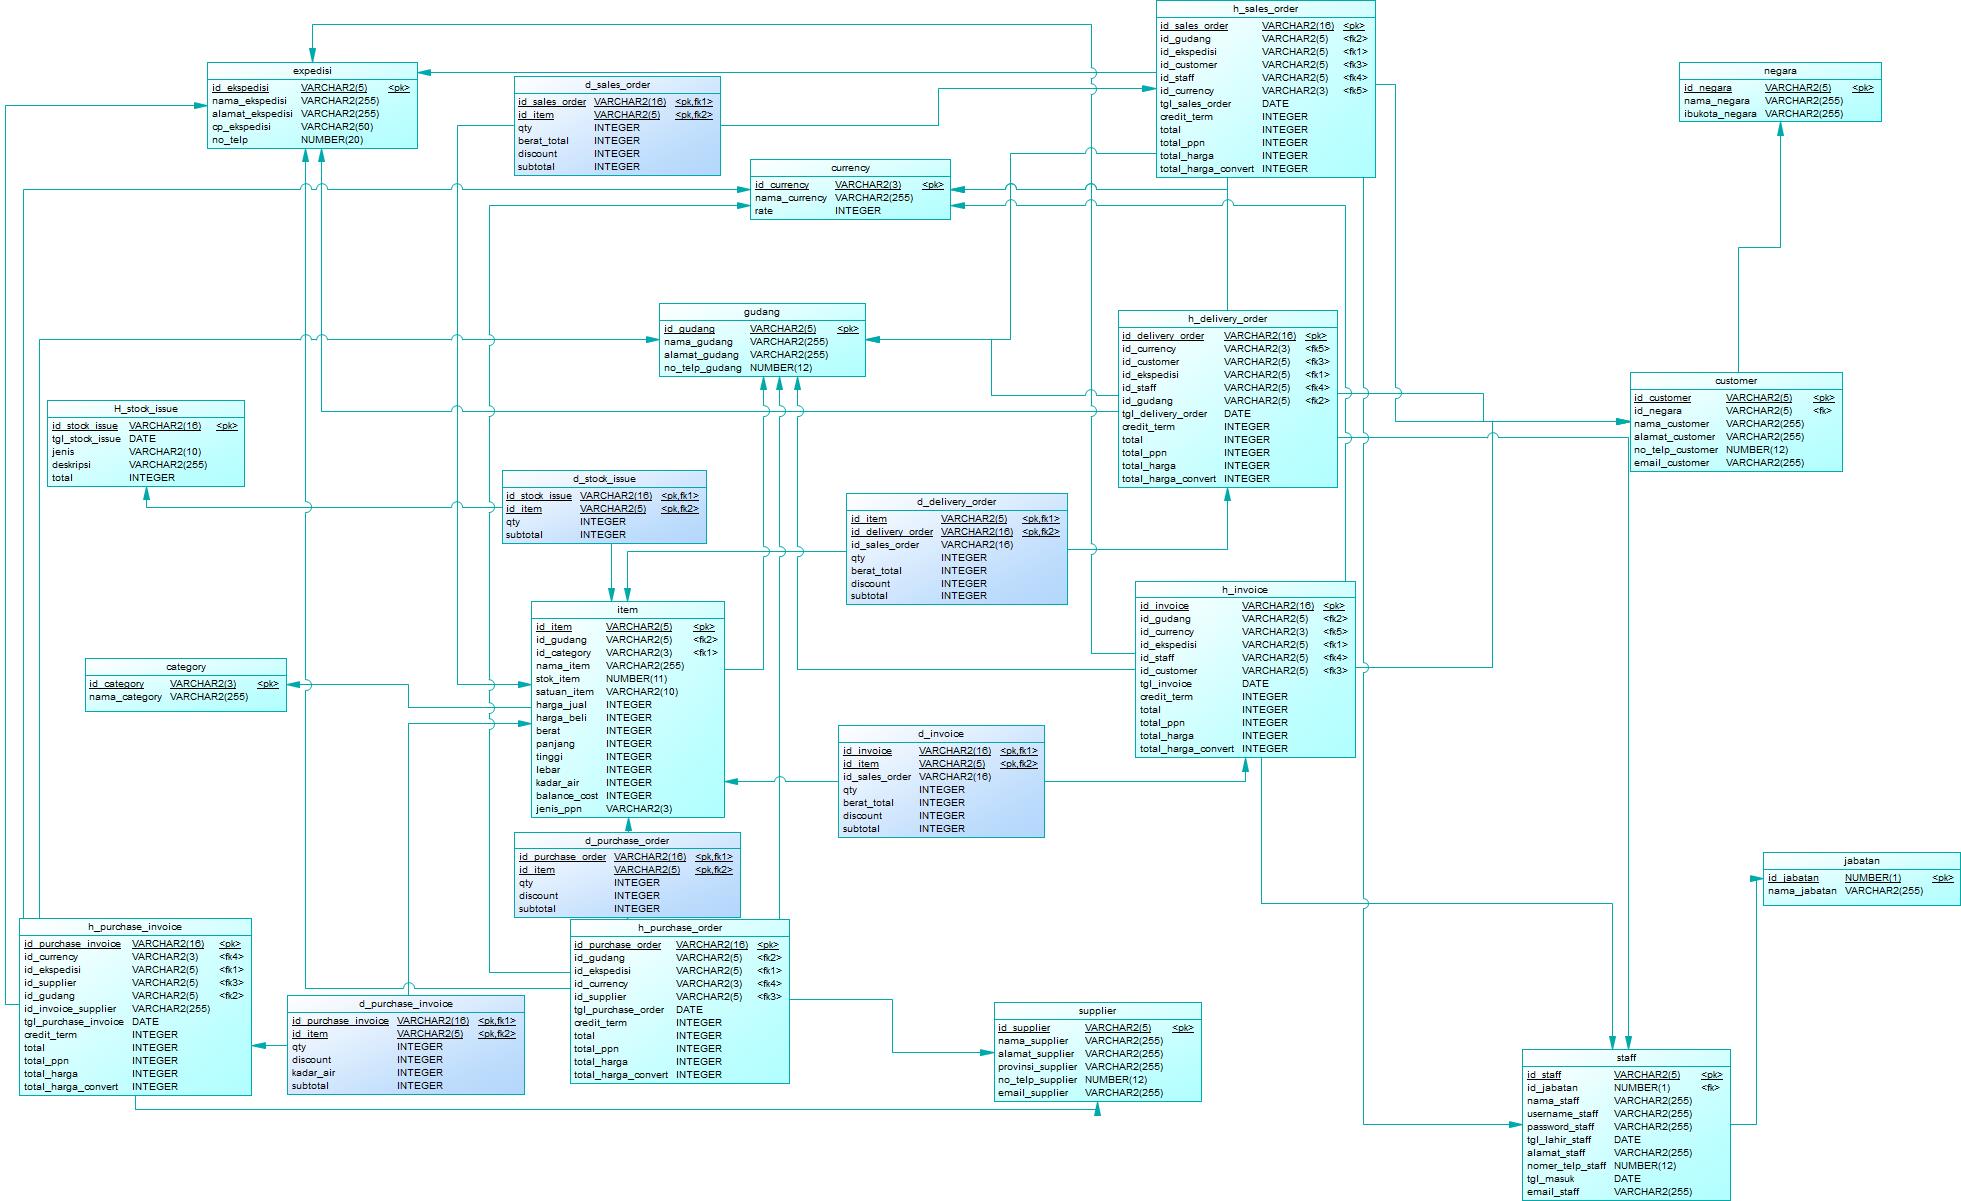 h_sales_order
id_sales_order VARCHAR2(16) <pk>
id_gudang VARCHAR2(5) <fk2>
id_ekspedisi VARCHAR2(5) <fk1>
id_customer VARCHAR2(5) <fk3>
id_staff VARCHAR2(5) <fk4>
id_currency VARCHAR2(3) <fk5>
tgl_sales_order DATE
credit_term INTEGER
total INTEGER
total_ppn INTEGER
total_harga INTEGER
total_harga_convert INTEGER
expedisi
id_ekspedisi VARCHAR2(5) <pk>
nama_ekspedisi VARCHAR2(255)
alamat_ekspedisi VARCHAR2(255)
cp_ekspedisi VARCHAR2(50)
no_telp NUMBER(20)
d_sales_order
id_sales_order VARCHAR2(16) <pk,fk1>
id_item VARCHAR2(5) <pk,fk2>
qty INTEGER
berat_total INTEGER
discount INTEGER
subtotal INTEGER
negara
id_negara VARCHAR2(5) <pk>
nama_negara VARCHAR2(255)
ibukota_negara VARCHAR2(255)
currency
id_currency VARCHAR2(3) <pk>
nama_currency VARCHAR2(255)
rate INTEGER
gudang
id_gudang VARCHAR2(5) <pk>
nama_gudang VARCHAR2(255)
alamat_gudang VARCHAR2(255)
no_telp_gudang NUMBER(12)
h_delivery_order
id_delivery_order VARCHAR2(16) <pk>
id_currency VARCHAR2(3) <fk5>
id_customer VARCHAR2(5) <fk3>
id_ekspedisi VARCHAR2(5) <fk1>
id_staff VARCHAR2(5) <fk4>
id_gudang VARCHAR2(5) <fk2>
tgl_delivery_order DATE
credit_term INTEGER
total INTEGER
total_ppn INTEGER
total_harga INTEGER
total_harga_convert INTEGER
customer
id_customer VARCHAR2(5) <pk>
id_negara VARCHAR2(5) <fk>
nama_customer VARCHAR2(255)
alamat_customer VARCHAR2(255)
no_telp_customer NUMBER(12)
email_customer VARCHAR2(255)
H_stock_issue
id_stock_issue VARCHAR2(16) <pk>
tgl_stock_issue DATE
jenis VARCHAR2(10)
deskripsi VARCHAR2(255)
total INTEGER
d_stock_issue
id_stock_issue VARCHAR2(16) <pk,fk1>
id_item VARCHAR2(5) <pk,fk2>
qty INTEGER
subtotal INTEGER
d_delivery_order
id_item VARCHAR2(5) <pk,fk1>
id_delivery_order VARCHAR2(16) <pk,fk2>
id_sales_order VARCHAR2(16)
qty INTEGER
berat_total INTEGER
discount INTEGER
subtotal INTEGER
h_invoice
id_invoice VARCHAR2(16) <pk>
id_gudang VARCHAR2(5) <fk2>
id_currency VARCHAR2(3) <fk5>
id_ekspedisi VARCHAR2(5) <fk1>
id_staff VARCHAR2(5) <fk4>
id_customer VARCHAR2(5) <fk3>
tgl_invoice DATE
credit_term INTEGER
total INTEGER
total_ppn INTEGER
total_harga INTEGER
total_harga_convert INTEGER
item
id_item VARCHAR2(5) <pk>
id_gudang VARCHAR2(5) <fk2>
id_category VARCHAR2(3) <fk1>
nama_item VARCHAR2(255)
stok_item NUMBER(11)
satuan_item VARCHAR2(10)
harga_jual INTEGER
harga_beli INTEGER
berat INTEGER
panjang INTEGER
tinggi INTEGER
lebar INTEGER
kadar_air INTEGER
balance_cost INTEGER
jenis_ppn VARCHAR2(3)
category
id_category VARCHAR2(3) <pk>
nama_category VARCHAR2(255)
d_invoice
id_invoice VARCHAR2(16) <pk,fk1>
id_item VARCHAR2(5) <pk,fk2>
id_sales_order VARCHAR2(16)
qty INTEGER
berat_total INTEGER
discount INTEGER
subtotal INTEGER
d_purchase_order
id_purchase_order VARCHAR2(16) <pk,fk1>
id_item VARCHAR2(5) <pk,fk2>
qty INTEGER
discount INTEGER
subtotal INTEGER
jabatan
id_jabatan NUMBER(1) <pk>
nama_jabatan VARCHAR2(255)
h_purchase_invoice
id_purchase_invoice VARCHAR2(16) <pk>
id_currency VARCHAR2(3) <fk4>
id_ekspedisi VARCHAR2(5) <fk1>
id_supplier VARCHAR2(5) <fk3>
id_gudang VARCHAR2(5) <fk2>
id_invoice_supplier VARCHAR2(255)
tgl_purchase_invoice DATE
credit_term INTEGER
total INTEGER
total_ppn INTEGER
total_harga INTEGER
total_harga_convert INTEGER
h_purchase_order
id_purchase_order VARCHAR2(16) <pk>
id_gudang VARCHAR2(5) <fk2>
id_ekspedisi VARCHAR2(5) <fk1>
id_currency VARCHAR2(3) <fk4>
id_supplier VARCHAR2(5) <fk3>
tgl_purchase_order DATE
credit_term INTEGER
total INTEGER
total_ppn INTEGER
total_harga INTEGER
total_harga_convert INTEGER
d_purchase_invoice
id_purchase_invoice VARCHAR2(16) <pk,fk1>
id_item VARCHAR2(5) <pk,fk2>
qty INTEGER
discount INTEGER
kadar_air INTEGER
subtotal INTEGER
supplier
id_supplier VARCHAR2(5) <pk>
nama_supplier VARCHAR2(255)
alamat_supplier VARCHAR2(255)
provinsi_supplier VARCHAR2(255)
no_telp_supplier NUMBER(12)
email_supplier VARCHAR2(255)
staff
id_staff VARCHAR2(5) <pk>
id_jabatan NUMBER(1) <fk>
nama_staff VARCHAR2(255)
username_staff VARCHAR2(255)
password_staff VARCHAR2(255)
tgl_lahir_staff DATE
alamat_staff VARCHAR2(255)
nomer_telp_staff NUMBER(12)
tgl_masuk DATE
email_staff VARCHAR2(255)